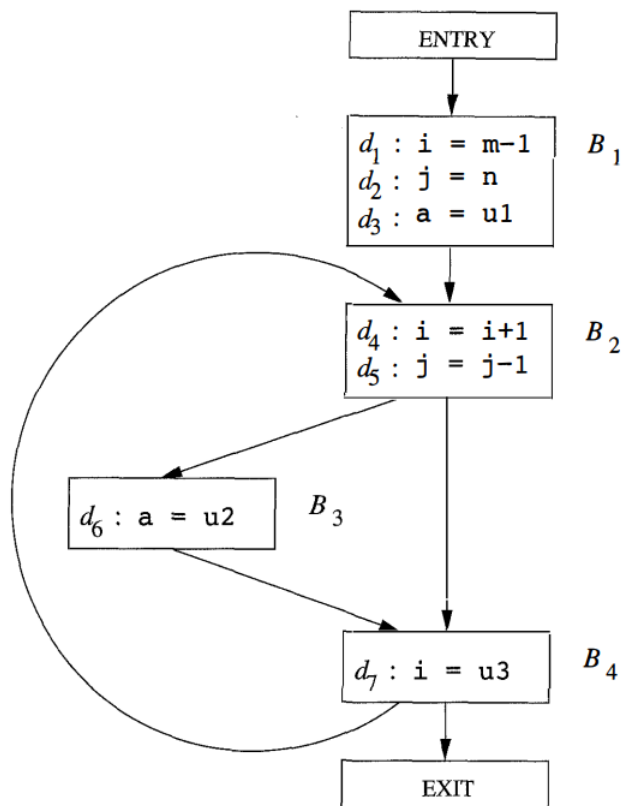 ENTRY
d₁ : i = m-1
d₂ : j = n
d₃ : a = u1
B₁
d₄ : i = i+1
d₅ : j = j-1
B₂
d₆ : a = u2
B₃
d₇ : i = u3
B₄
EXIT